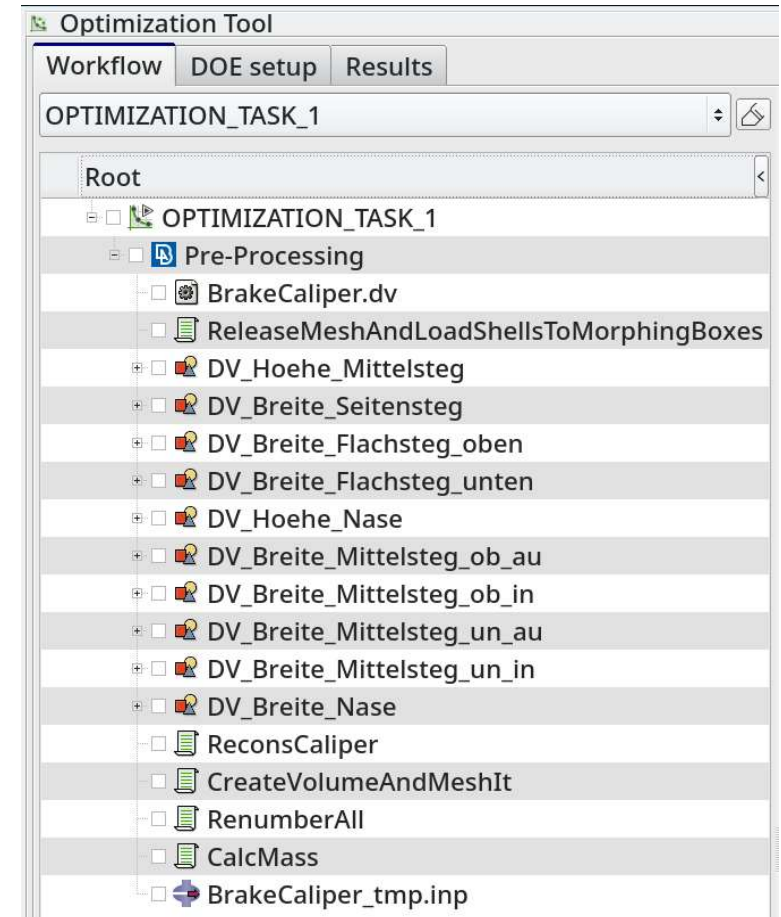 Optimization Tool
Workflow DOE setup Results
OPTIMIZATION_TASK_1
Root
OPTIMIZATION_TASK_1
Pre-Processing
BrakeCaliper.dv
ReleaseMeshAndLoadShellsToMorphingBoxes
DV_Hoehe_Mittelsteg
DV_Breite_Seitensteg
DV_Breite_Flachsteg_oben
DV_Breite_Flachsteg_unten
DV_Hoehe_Nase
DV_Breite_Mittelsteg_ob_au
DV_Breite_Mittelsteg_ob_in
DV_Breite_Mittelsteg_un_au
DV_Breite_Mittelsteg_un_in
DV_Breite_Nase
ReconsCaliper
CreateVolumeAndMeshIt
RenumberAll
CalcMass
BrakeCaliper_tmp.inp